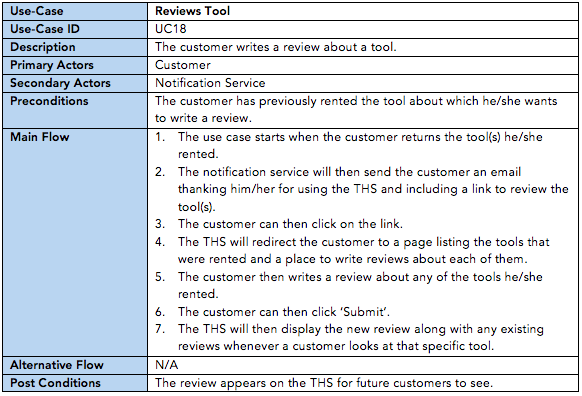 Use-Case Reviews Tool
Use-Case ID UC18
Description The customer writes a review about a tool.
Primary Actors Customer
Secondary Actors Notification Service
Preconditions The customer has previously rented the tool about which he/she wants
to write a review.
Main Flow 1. The use case starts when the customer returns the tool(s) he/she
rented.
2. The notification service will then send the customer an email
thanking him/her for using the THS and including a link to review the
tool(s).
3. The customer can then click on the link.
4. The THS will redirect the customer to a page listing the tools that
were rented and a place to write reviews about each of them.
5. The customer then writes a review about any of the tools he/she
rented.
6. The customer can then click ‘Submit’.
7. The THS will then display the new review along with any existing
reviews whenever a customer looks at that specific tool.
Alternative Flow N/A
Post Conditions The review appears on the THS for future customers to see.